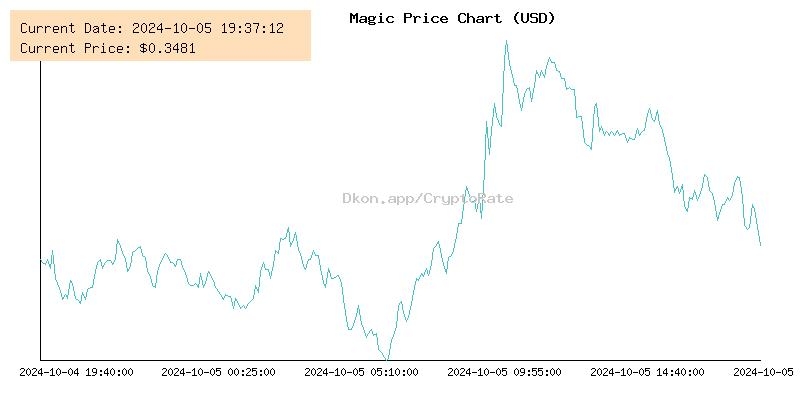 Magic Price Chart (USD)
Current Date: 2024-10-05 19:37:12
Current Price: $0.3481
Dkon.app/CryptoRate
2024-10-04 19:40:00 2024-10-05 00:25:00 2024-10-05 05:10:00 2024-10-05 09:55:00 2024-10-05 14:40:00 2024-10-05